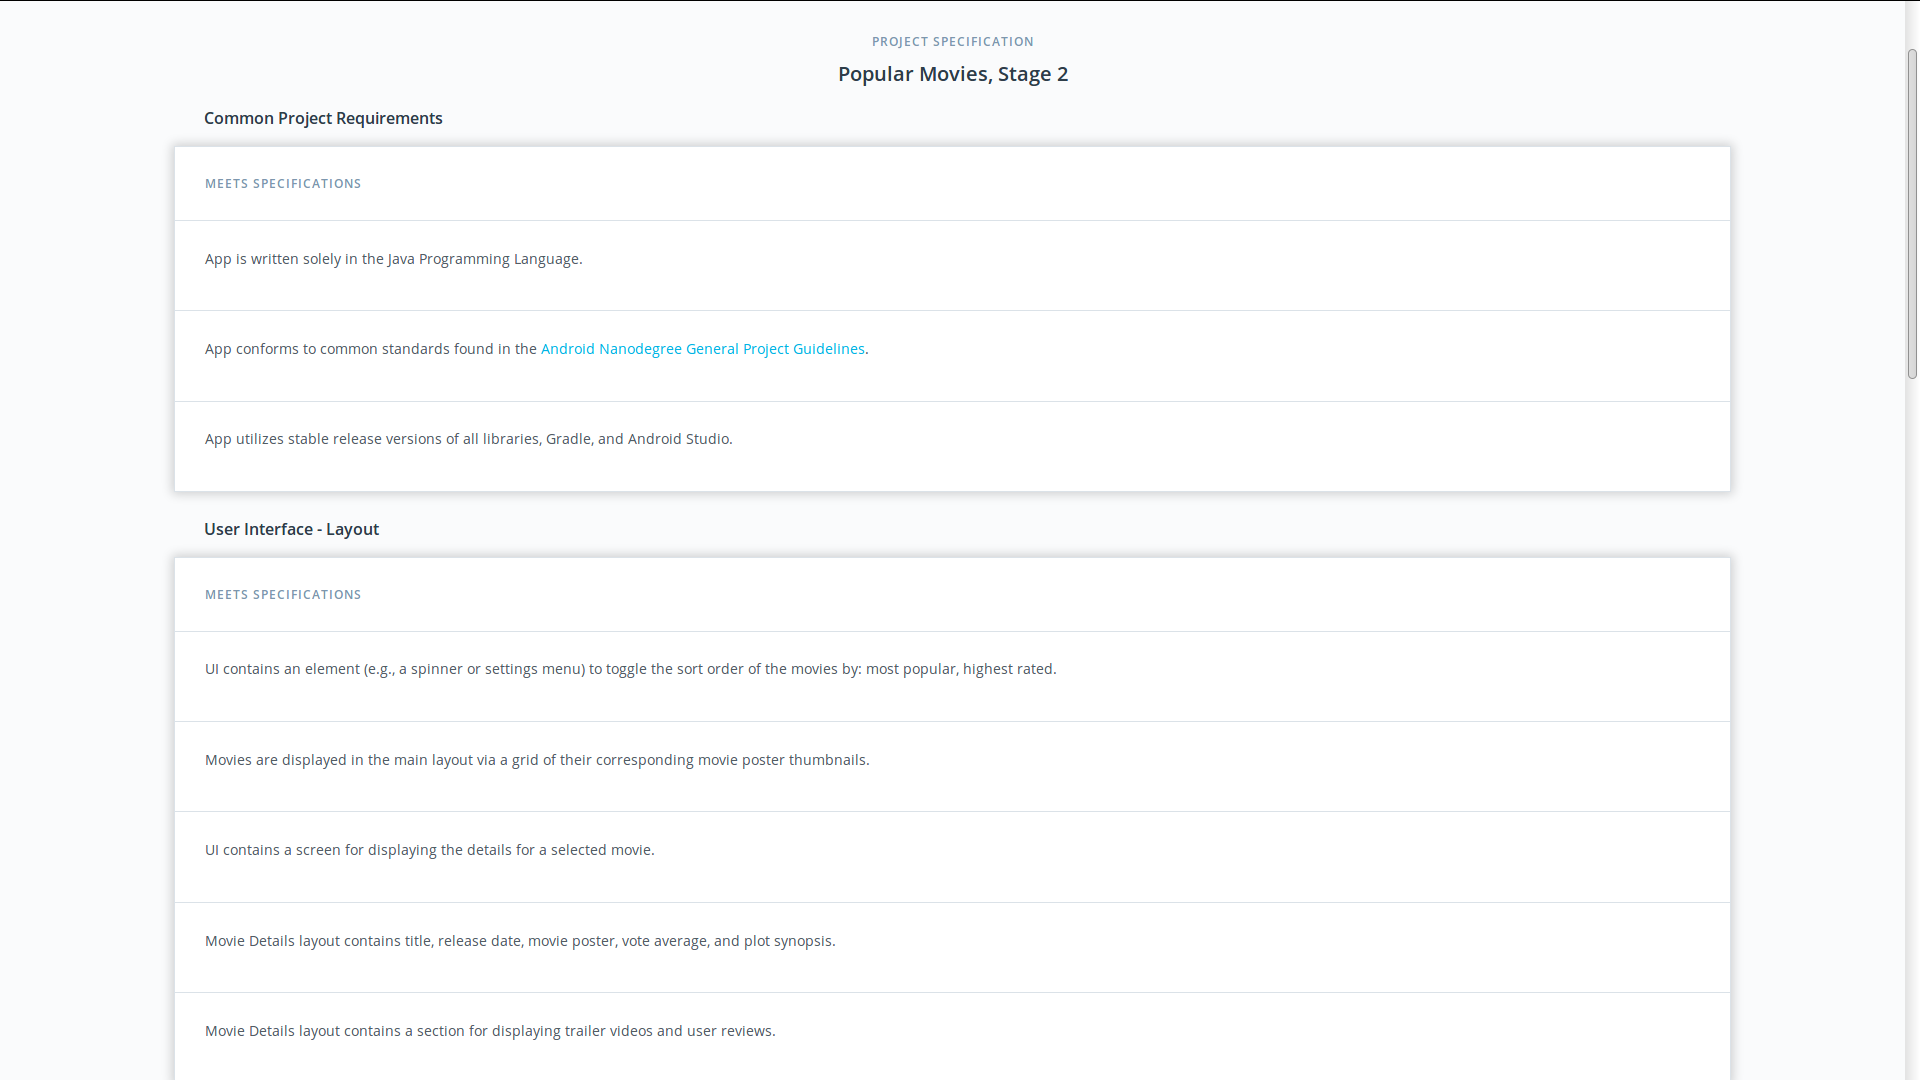 PROJECT SPECIFICATION
Popular Movies, Stage 2
Common Project Requirements
MEETS SPECIFICATIONS
App is written solely in the Java Programming Language.
App conforms to common standards found in the Android Nanodegree General Project Guidelines.
App utilizes stable release versions of all libraries, Gradle, and Android Studio.
User Interface - Layout
MEETS SPECIFICATIONS
UI contains an element (e.g., a spinner or settings menu) to toggle the sort order of the movies by: most popular, highest rated.
Movies are displayed in the main layout via a grid of their corresponding movie poster thumbnails.
UI contains a screen for displaying the details for a selected movie.
Movie Details layout contains title, release date, movie poster, vote average, and plot synopsis.
Movie Details layout contains a section for displaying trailer videos and user reviews.